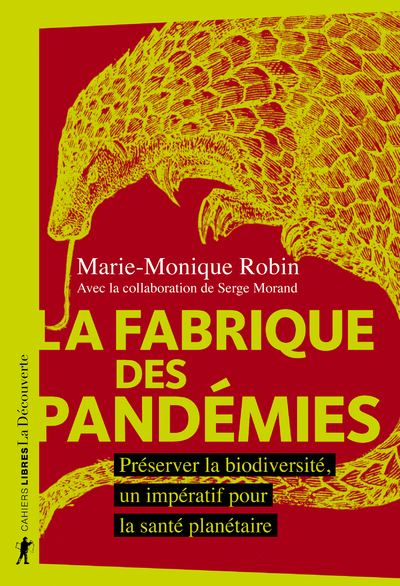 Marie-Monique Robin
Avec la collaboration de Serge Morand
LA FABRIQUE
DES
PANDÉMIES
Préserver la biodiversité,
un impératif pour
la santé planétaire
CAHIERS LIBRES La Découverte